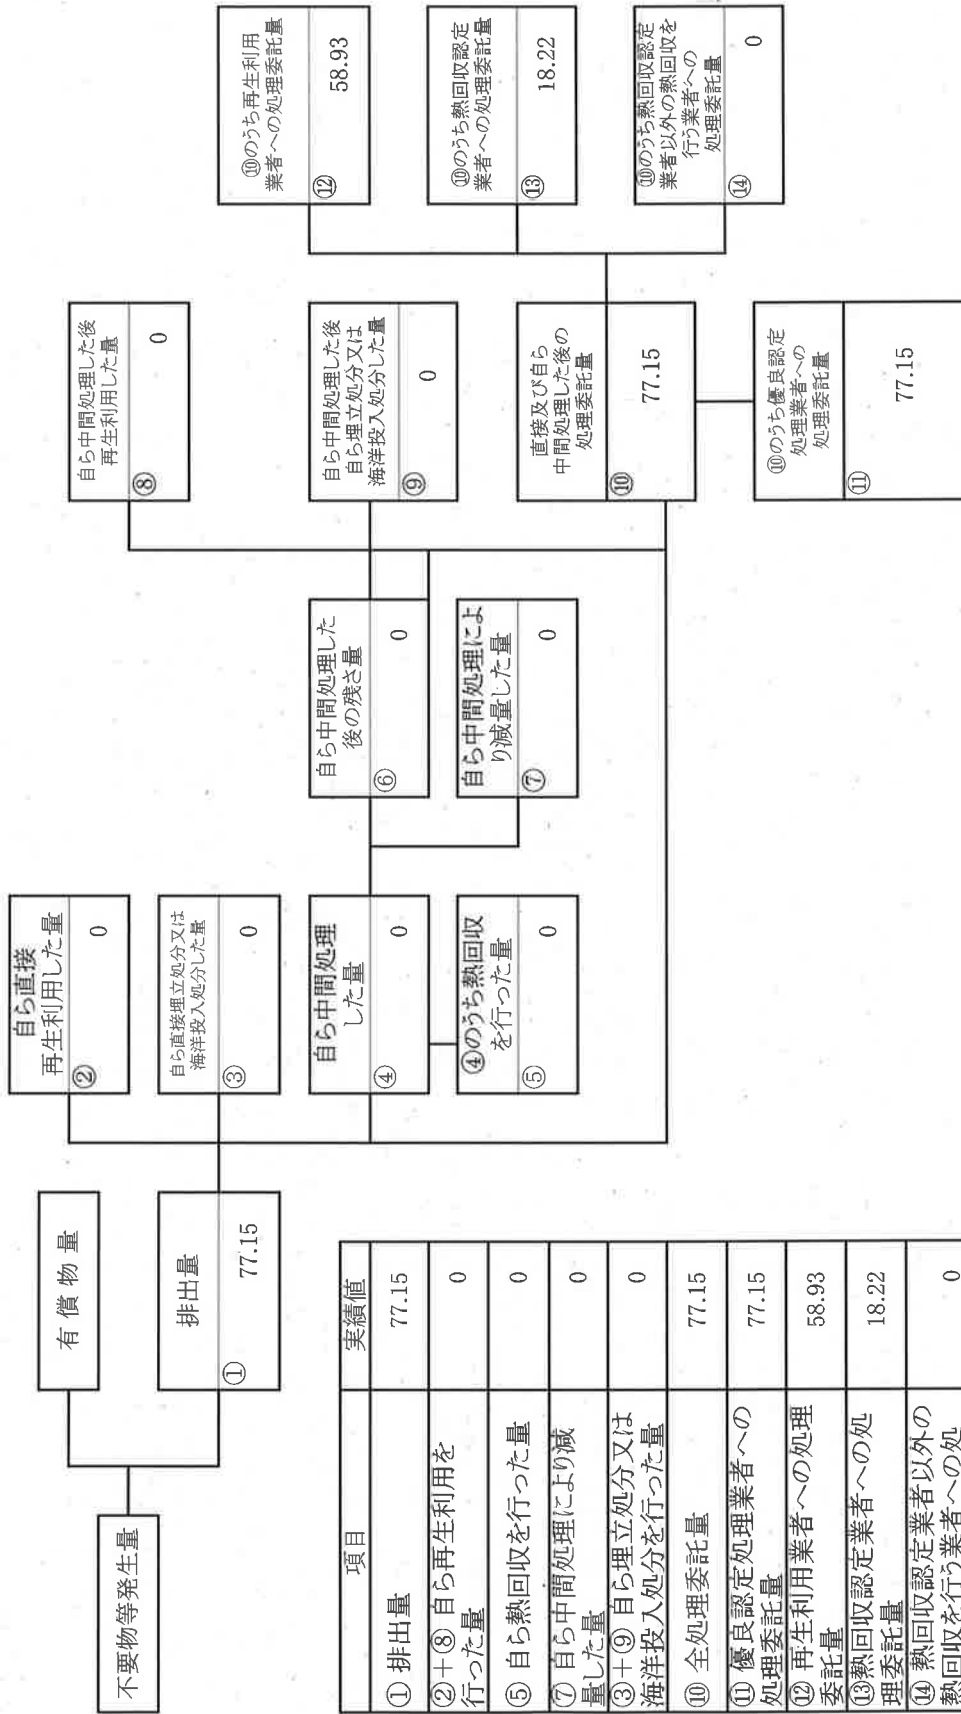 不要物等発生量
有償物量
排出量
① 77.15
自ら直接
再生利用した量
② 0
自ら直接埋立処分又は
海洋投入処分した量
③ 0
自ら中間処理
した量
④ 0
④のうち熱回収
を行った量
⑤ 0
自ら中間処理した
後の残さ量
⑥ 0
自ら中間処理によ
り減量した量
⑦ 0
自ら中間処理した後
再生利用した量
⑧ 0
自ら中間処理した後
自ら埋立処分又は
海洋投入処分した量
⑨ 0
直接及び自ら
中間処理した後の
処理委託量
⑩ 77.15
⑩のうち優良認定
処理業者への
処理委託量
⑪ 77.15
⑩のうち再生利用
業者への処理委託量
⑫ 58.93
⑩のうち熱回収認定
業者への処理委託量
⑬ 18.22
⑩のうち熱回収認定
業者以外の熱回収を
行う業者への
処理委託量
⑭ 0
項目 実績値
① 排出量 77.15
②+⑧ 自ら再生利用を
行った量 0
⑤ 自ら熱回収を行った量 0
⑦ 自ら中間処理により減
量した量 0
③+⑨ 自ら埋立処分又は
海洋投入処分を行った量 0
⑩ 全処理委託量 77.15
⑪ 優良認定処理業者への
処理委託量 77.15
⑫ 再生利用業者への処理
委託量 58.93
⑬熱回収認定業者への処
理委託量 18.22
⑭ 熱回収認定業者以外の
熱回収を行う業者への処 0